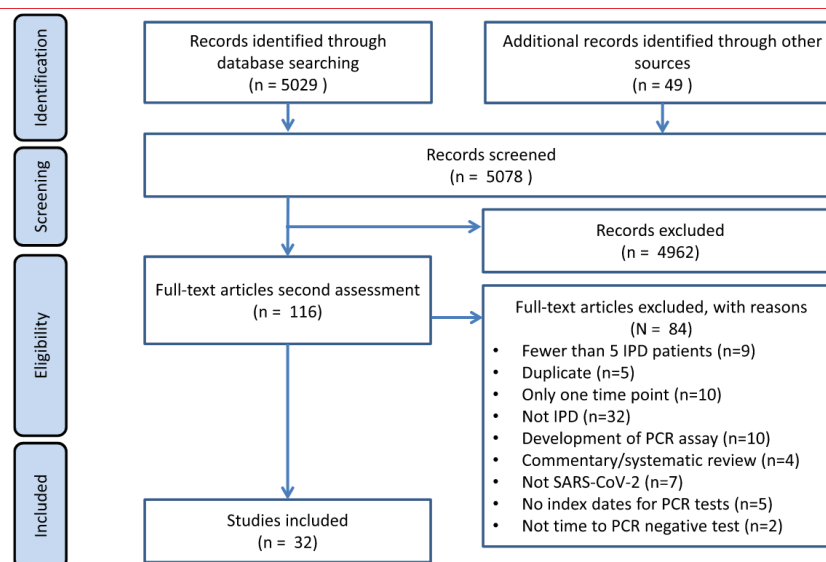 Identification
Records identified through
database searching
(n = 5029 )
Additional records identified through other
sources
(n = 49 )
Screening
Records screened
(n = 5078 )
Records excluded
(n = 4962)
Eligibility
Full-text articles second assessment
(n = 116)
Full-text articles excluded, with reasons
(N = 84)
• Fewer than 5 IPD patients (n=9)
• Duplicate (n=5)
• Only one time point (n=10)
• Not IPD (n=32)
• Development of PCR assay (n=10)
• Commentary/systematic review (n=4)
• Not SARS-CoV-2 (n=7)
• No index dates for PCR tests (n=5)
• Not time to PCR negative test (n=2)
Included
Studies included
(n = 32)